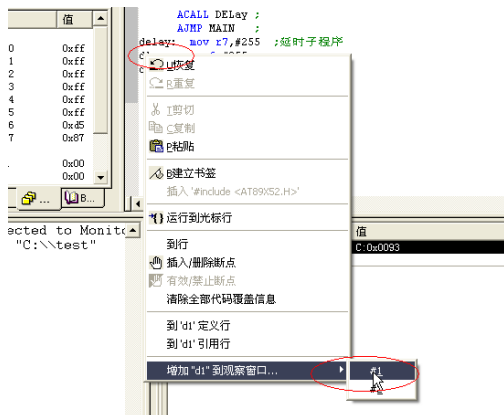 值
0 0xff
1 0xff
2 0xff
3 0xff
4 0xff
5 0xff
6 0xd5
7 0x87
0x00
0x00
...
B...
ACALL DELay ;
AJMP MAIN ;
delay: mov r7,#255 ;延时子程序
U恢复
R重复
T剪切
C复制
P粘贴
B建立书签
插入 '#include <AT89X52.H>'
运行到光标行
到行
插入/删除断点
有效/禁止断点
清除全部代码覆盖信息
到 'd1' 定义行
到 'd1' 引用行
增加 "d1" 到观察窗口...
#1
ected to Monito
"C:\\test"
值
C:0x0093